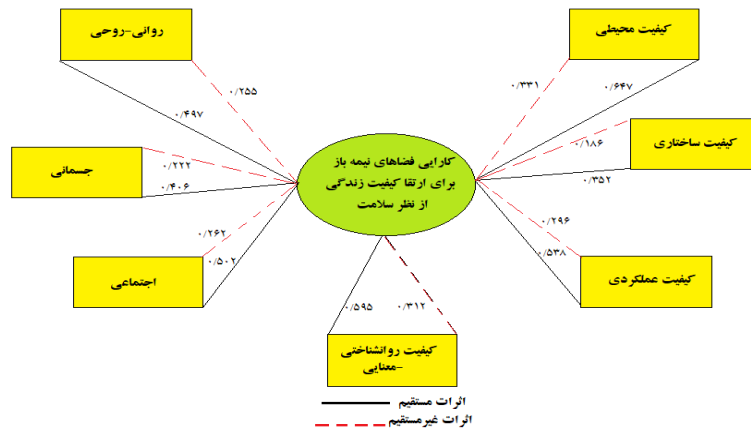 روانی-روحی
کیفیت محیطی
۰/۲۵۵
۰/۳۳۱
۰/۶۴۷
۰/۴۹۷
کارایی فضاهای نیمه باز
برای ارتقا کیفیت زندگی
از نظر سلامت
۰/۱۸۶
کیفیت ساختاری
جسمانی
۰/۲۲۲
۰/۴۰۶
۰/۳۵۲
۰/۲۶۲
۰/۲۹۶
اجتماعی
۰/۵۰۲
۰/۵۳۸
کیفیت عملکردی
۰/۵۹۵
۰/۳۱۲
کیفیت روانشناختی
-معنایی
اثرات مستقیم
اثرات غیرمستقیم